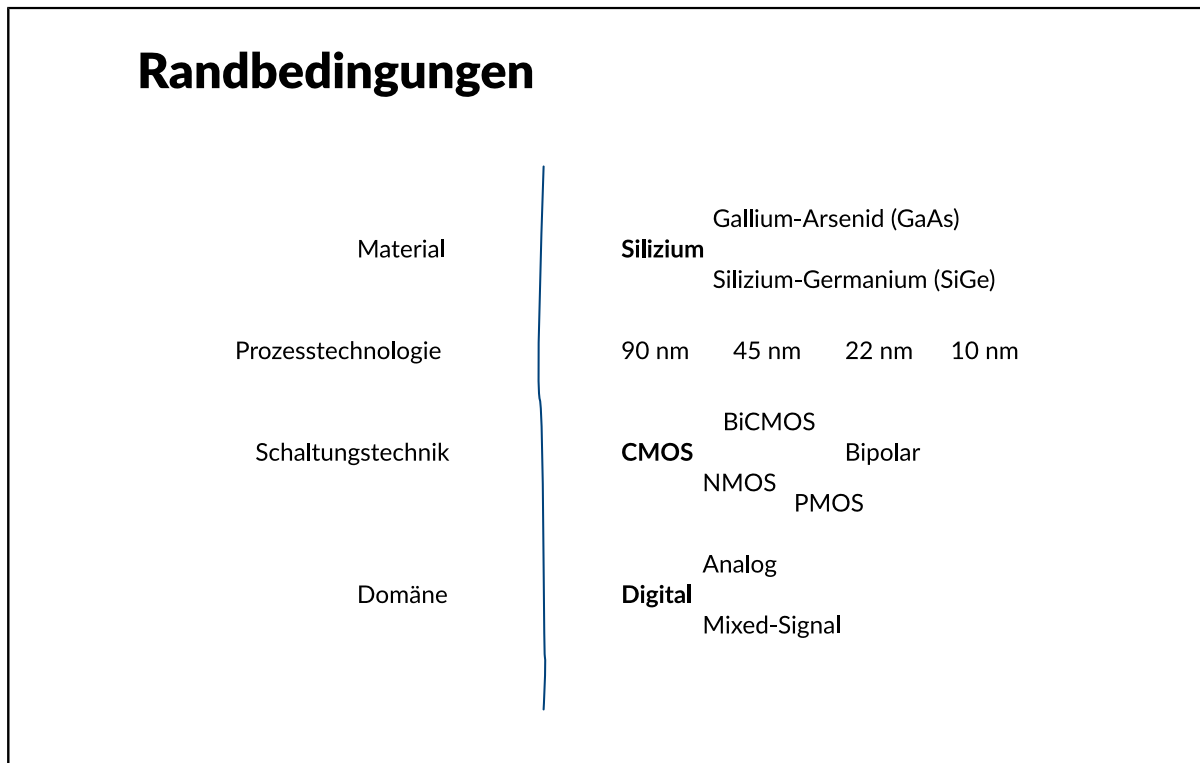 Randbedingungen
Gallium-Arsenid (GaAs)
Material Silizium
Silizium-Germanium (SiGe)
Prozesstechnologie 90 nm 45 nm 22 nm 10 nm
BiCMOS
Schaltungstechnik CMOS Bipolar
NMOS
PMOS
Analog
Domäne Digital
Mixed-Signal